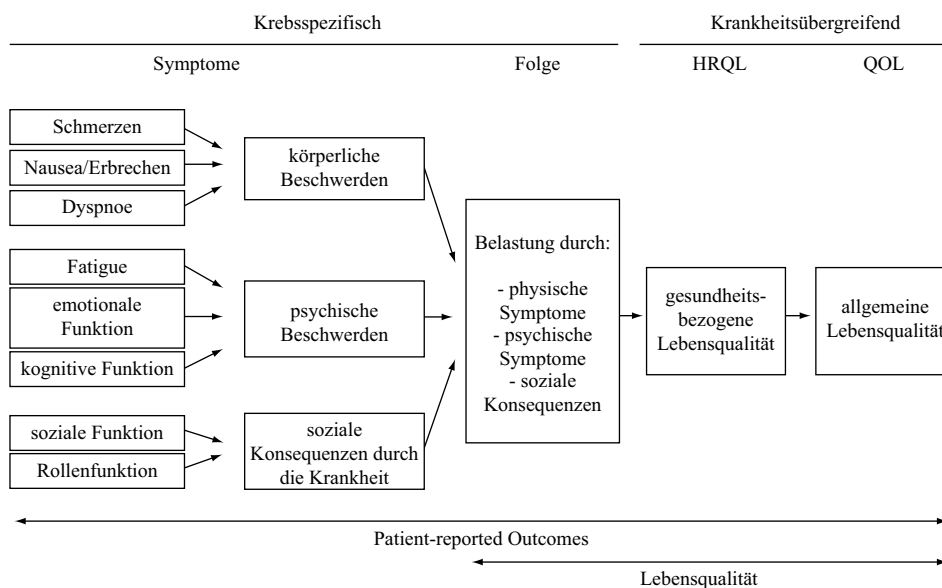 Krebsspezifisch
Krankheitsübergreifend
Symptome
Folge
HRQL
QOL
Schmerzen
Nausea/Erbrechen
Dyspnoe
körperliche
Beschwerden
Fatigue
emotionale
Funktion
kognitive Funktion
psychische
Beschwerden
soziale Funktion
Rollenfunktion
soziale
Konsequenzen durch
die Krankheit
Belastung durch:
- physische
Symptome
- psychische
Symptome
- soziale
Konsequenzen
gesundheits-
bezogene
Lebensqualität
allgemeine
Lebensqualität
Patient-reported Outcomes
Lebensqualität